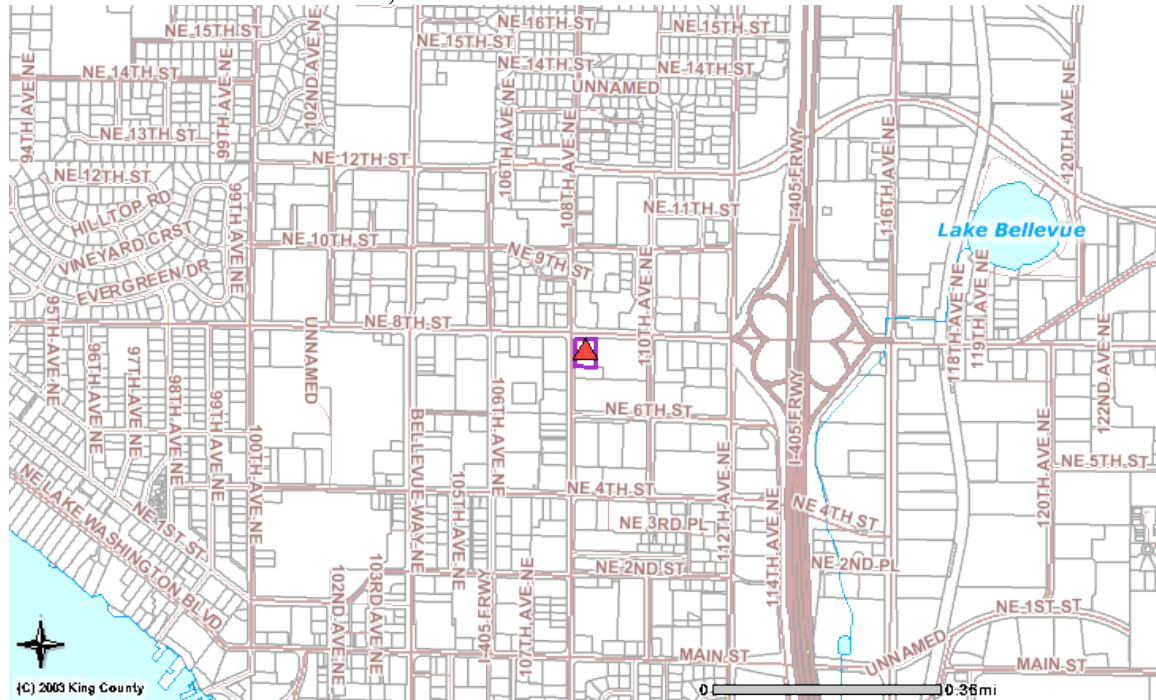 NE 16TH ST
NE 15TH ST
NE 15TH ST
NE 15TH ST
102ND AVE NE
NE 14TH ST
NE 14TH ST
NE 14TH ST
UNNAMED
94TH AVE NE
99TH AVE NE
NE 13TH ST
106TH AVE NE
108TH AVE NE
I-405 FRWY
116TH AVE NE
120TH AVE NE
NE 12TH ST
NE 12TH ST
HILLTOP RD
99TH AVE NE
NE 11TH ST
Lake Bellevue
VINEYARD CRST
NE 10TH ST
NE 9TH ST
EVERGREEN DR
110TH AVE NE
118TH AVE NE
119TH AVE NE
95TH AVE NE
NE 8TH ST
UNNAMED
96TH AVE NE
97TH AVE NE
98TH AVE NE
99TH AVE NE
100TH AVE NE
BELLEVUE WAY NE
106TH AVE NE
NE 6TH ST
I-405 FRWY
122ND AVE NE
112TH AVE NE
NE 5TH ST
120TH AVE NE
NE 4TH ST
NE 4TH ST
105TH AVE NE
114TH AVE NE
NE 3RD PL
NE 1ST ST
NE LAKE WASHINGTON BLVD
NE 2ND ST
NE 2ND PL
102ND AVE NE
103RD AVE NE
I-405 FRWY
107TH AVE NE
NE 1ST ST
UNNAMED
MAIN ST
MAIN ST
(C) 2003 King County
0
0.36mi